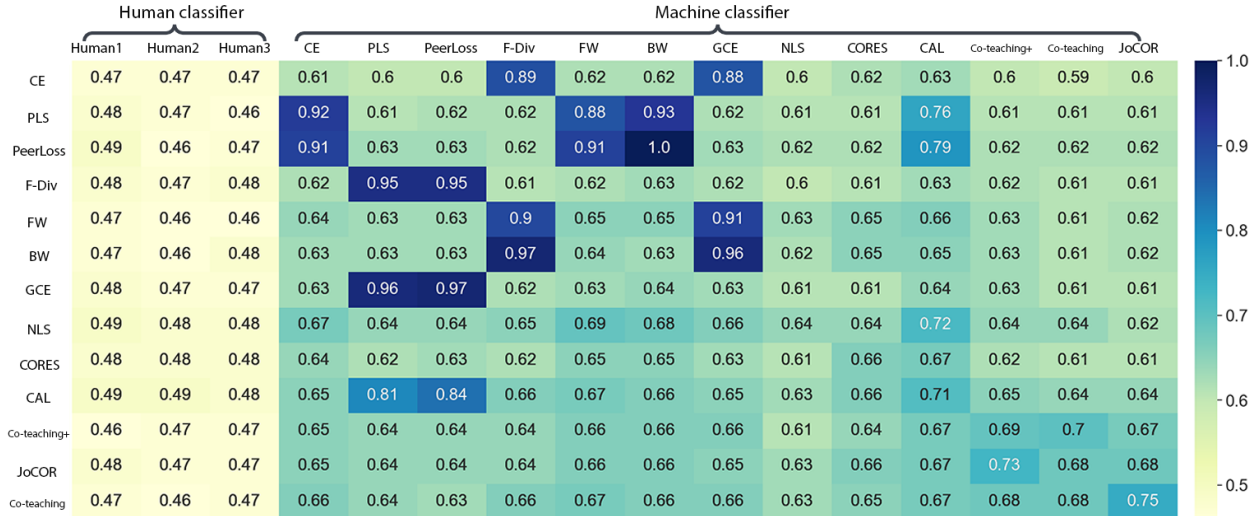 Human classifier Machine classifier
Human1 Human2 Human3 CE PLS PeerLoss F-Div FW BW GCE NLS CORES CAL Co-teaching+ Co-teaching JoCOR
CE 0.47 0.47 0.47 0.61 0.6 0.6 0.89 0.62 0.62 0.88 0.6 0.62 0.63 0.6 0.59 0.6
PLS 0.48 0.47 0.46 0.92 0.61 0.62 0.62 0.88 0.93 0.62 0.61 0.61 0.76 0.61 0.61 0.61
PeerLoss 0.49 0.46 0.47 0.91 0.63 0.63 0.62 0.91 1.0 0.63 0.62 0.62 0.79 0.62 0.62 0.62
F-Div 0.48 0.47 0.48 0.62 0.95 0.95 0.61 0.62 0.63 0.62 0.6 0.61 0.63 0.62 0.61 0.61
FW 0.47 0.46 0.46 0.64 0.63 0.63 0.9 0.65 0.65 0.91 0.63 0.65 0.66 0.63 0.61 0.62
BW 0.47 0.46 0.48 0.63 0.63 0.63 0.97 0.64 0.63 0.96 0.62 0.65 0.65 0.63 0.61 0.62
GCE 0.48 0.47 0.47 0.63 0.96 0.97 0.62 0.63 0.64 0.63 0.61 0.61 0.64 0.63 0.61 0.61
NLS 0.49 0.48 0.48 0.67 0.64 0.64 0.65 0.69 0.68 0.66 0.64 0.64 0.72 0.64 0.64 0.62
CORES 0.48 0.48 0.48 0.64 0.62 0.63 0.62 0.65 0.65 0.63 0.61 0.66 0.67 0.62 0.61 0.61
CAL 0.49 0.49 0.48 0.65 0.81 0.84 0.66 0.67 0.66 0.65 0.63 0.66 0.71 0.65 0.64 0.64
Co-teaching+ 0.46 0.47 0.47 0.65 0.64 0.64 0.64 0.66 0.66 0.66 0.61 0.64 0.67 0.69 0.7 0.67
JoCOR 0.48 0.47 0.47 0.65 0.64 0.64 0.64 0.66 0.66 0.65 0.63 0.66 0.67 0.73 0.68 0.68
Co-teaching 0.47 0.46 0.47 0.66 0.64 0.63 0.66 0.67 0.66 0.66 0.63 0.65 0.67 0.68 0.68 0.75
1.0
0.9
0.8
0.7
0.6
0.5